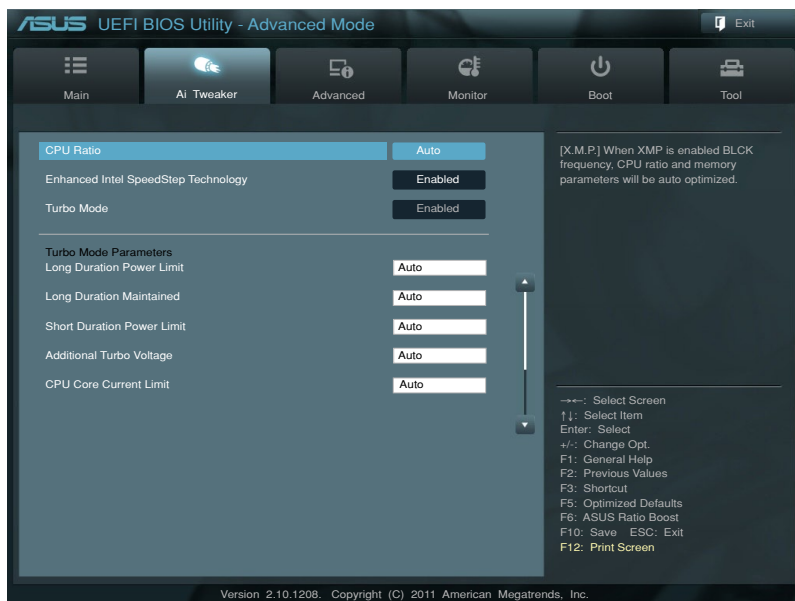 ASUS UEFI BIOS Utility - Advanced Mode
Exit
Main
Ai Tweaker
Advanced
Monitor
Boot
Tool
CPU Ratio Auto
Enhanced Intel SpeedStep Technology Enabled
Turbo Mode Enabled
Turbo Mode Parameters
Long Duration Power Limit Auto
Long Duration Maintained Auto
Short Duration Power Limit Auto
Additional Turbo Voltage Auto
CPU Core Current Limit Auto
[X.M.P.] When XMP is enabled BLCK
frequency, CPU ratio and memory
parameters will be auto optimized.
→←: Select Screen
↑↓: Select Item
Enter: Select
+/-: Change Opt.
F1: General Help
F2: Previous Values
F3: Shortcut
F5: Optimized Defaults
F6: ASUS Ratio Boost
F10: Save ESC: Exit
F12: Print Screen
Version 2.10.1208. Copyright (C) 2011 American Megatrends, Inc.